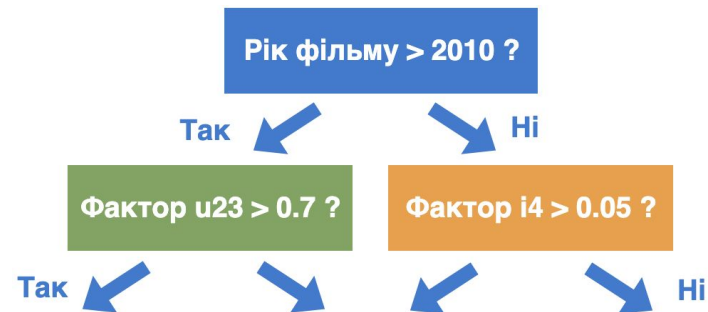 Рік фільму > 2010 ?
Так
Ні
Фактор u23 > 0.7 ?
Фактор i4 > 0.05 ?
Так
Ні